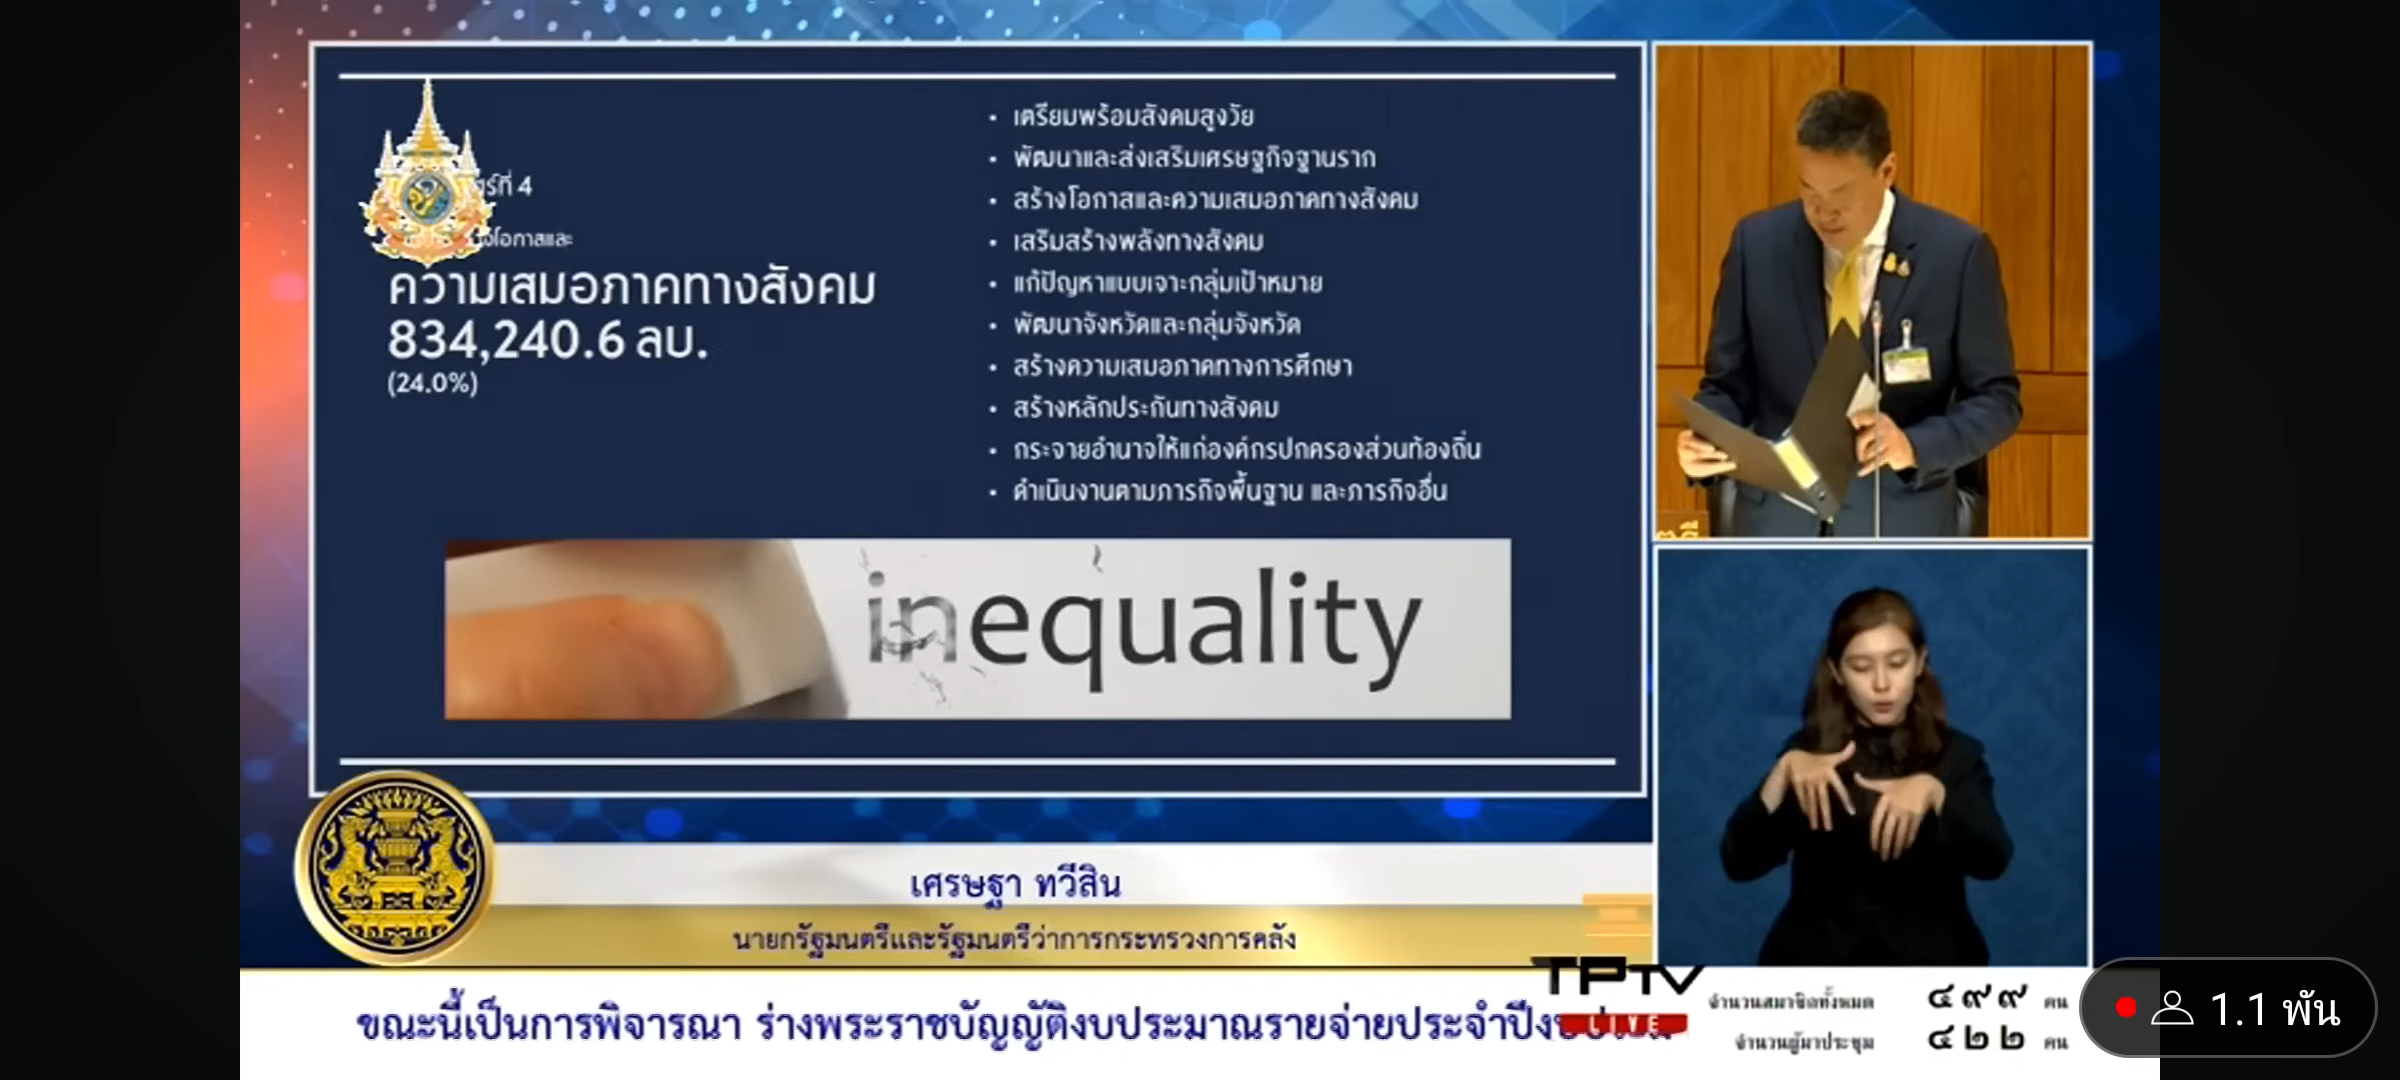 ที่ 4
โอกาสและ
ความเสมอภาคทางสังคม
834,240.6 ลบ.
(24.0%)
• เตรียมพร้อมสังคมสูงวัย
• พัฒนาและส่งเสริมเศรษฐกิจฐานราก
• สร้างโอกาสและความเสมอภาคทางสังคม
• เสริมสร้างพลังทางสังคม
• แก้ปัญหาแบบเจาะกลุ่มเป้าหมาย
• พัฒนาจังหวัดและกลุ่มจังหวัด
• สร้างความเสมอภาคทางการศึกษา
• สร้างหลักประกันทางสังคม
• กระจายอำนาจให้แก่องค์กรปกครองส่วนท้องถิ่น
• ดำเนินงานตามภารกิจพื้นฐาน และภารกิจอื่น
inequality
เศรษฐา ทวีสิน
นายกรัฐมนตรีและรัฐมนตรีว่าการกระทรวงการคลัง
ขณะนี้เป็นการพิจารณา ร่างพระราชบัญญัติงบประมาณรายจ่ายประจำปี
TPTV
LIVE
จำนวนสมาชิกทั้งหมด ๔๙๙ คน
จำนวนผู้มาประชุม ๔๒๒ คน
1.1 พัน